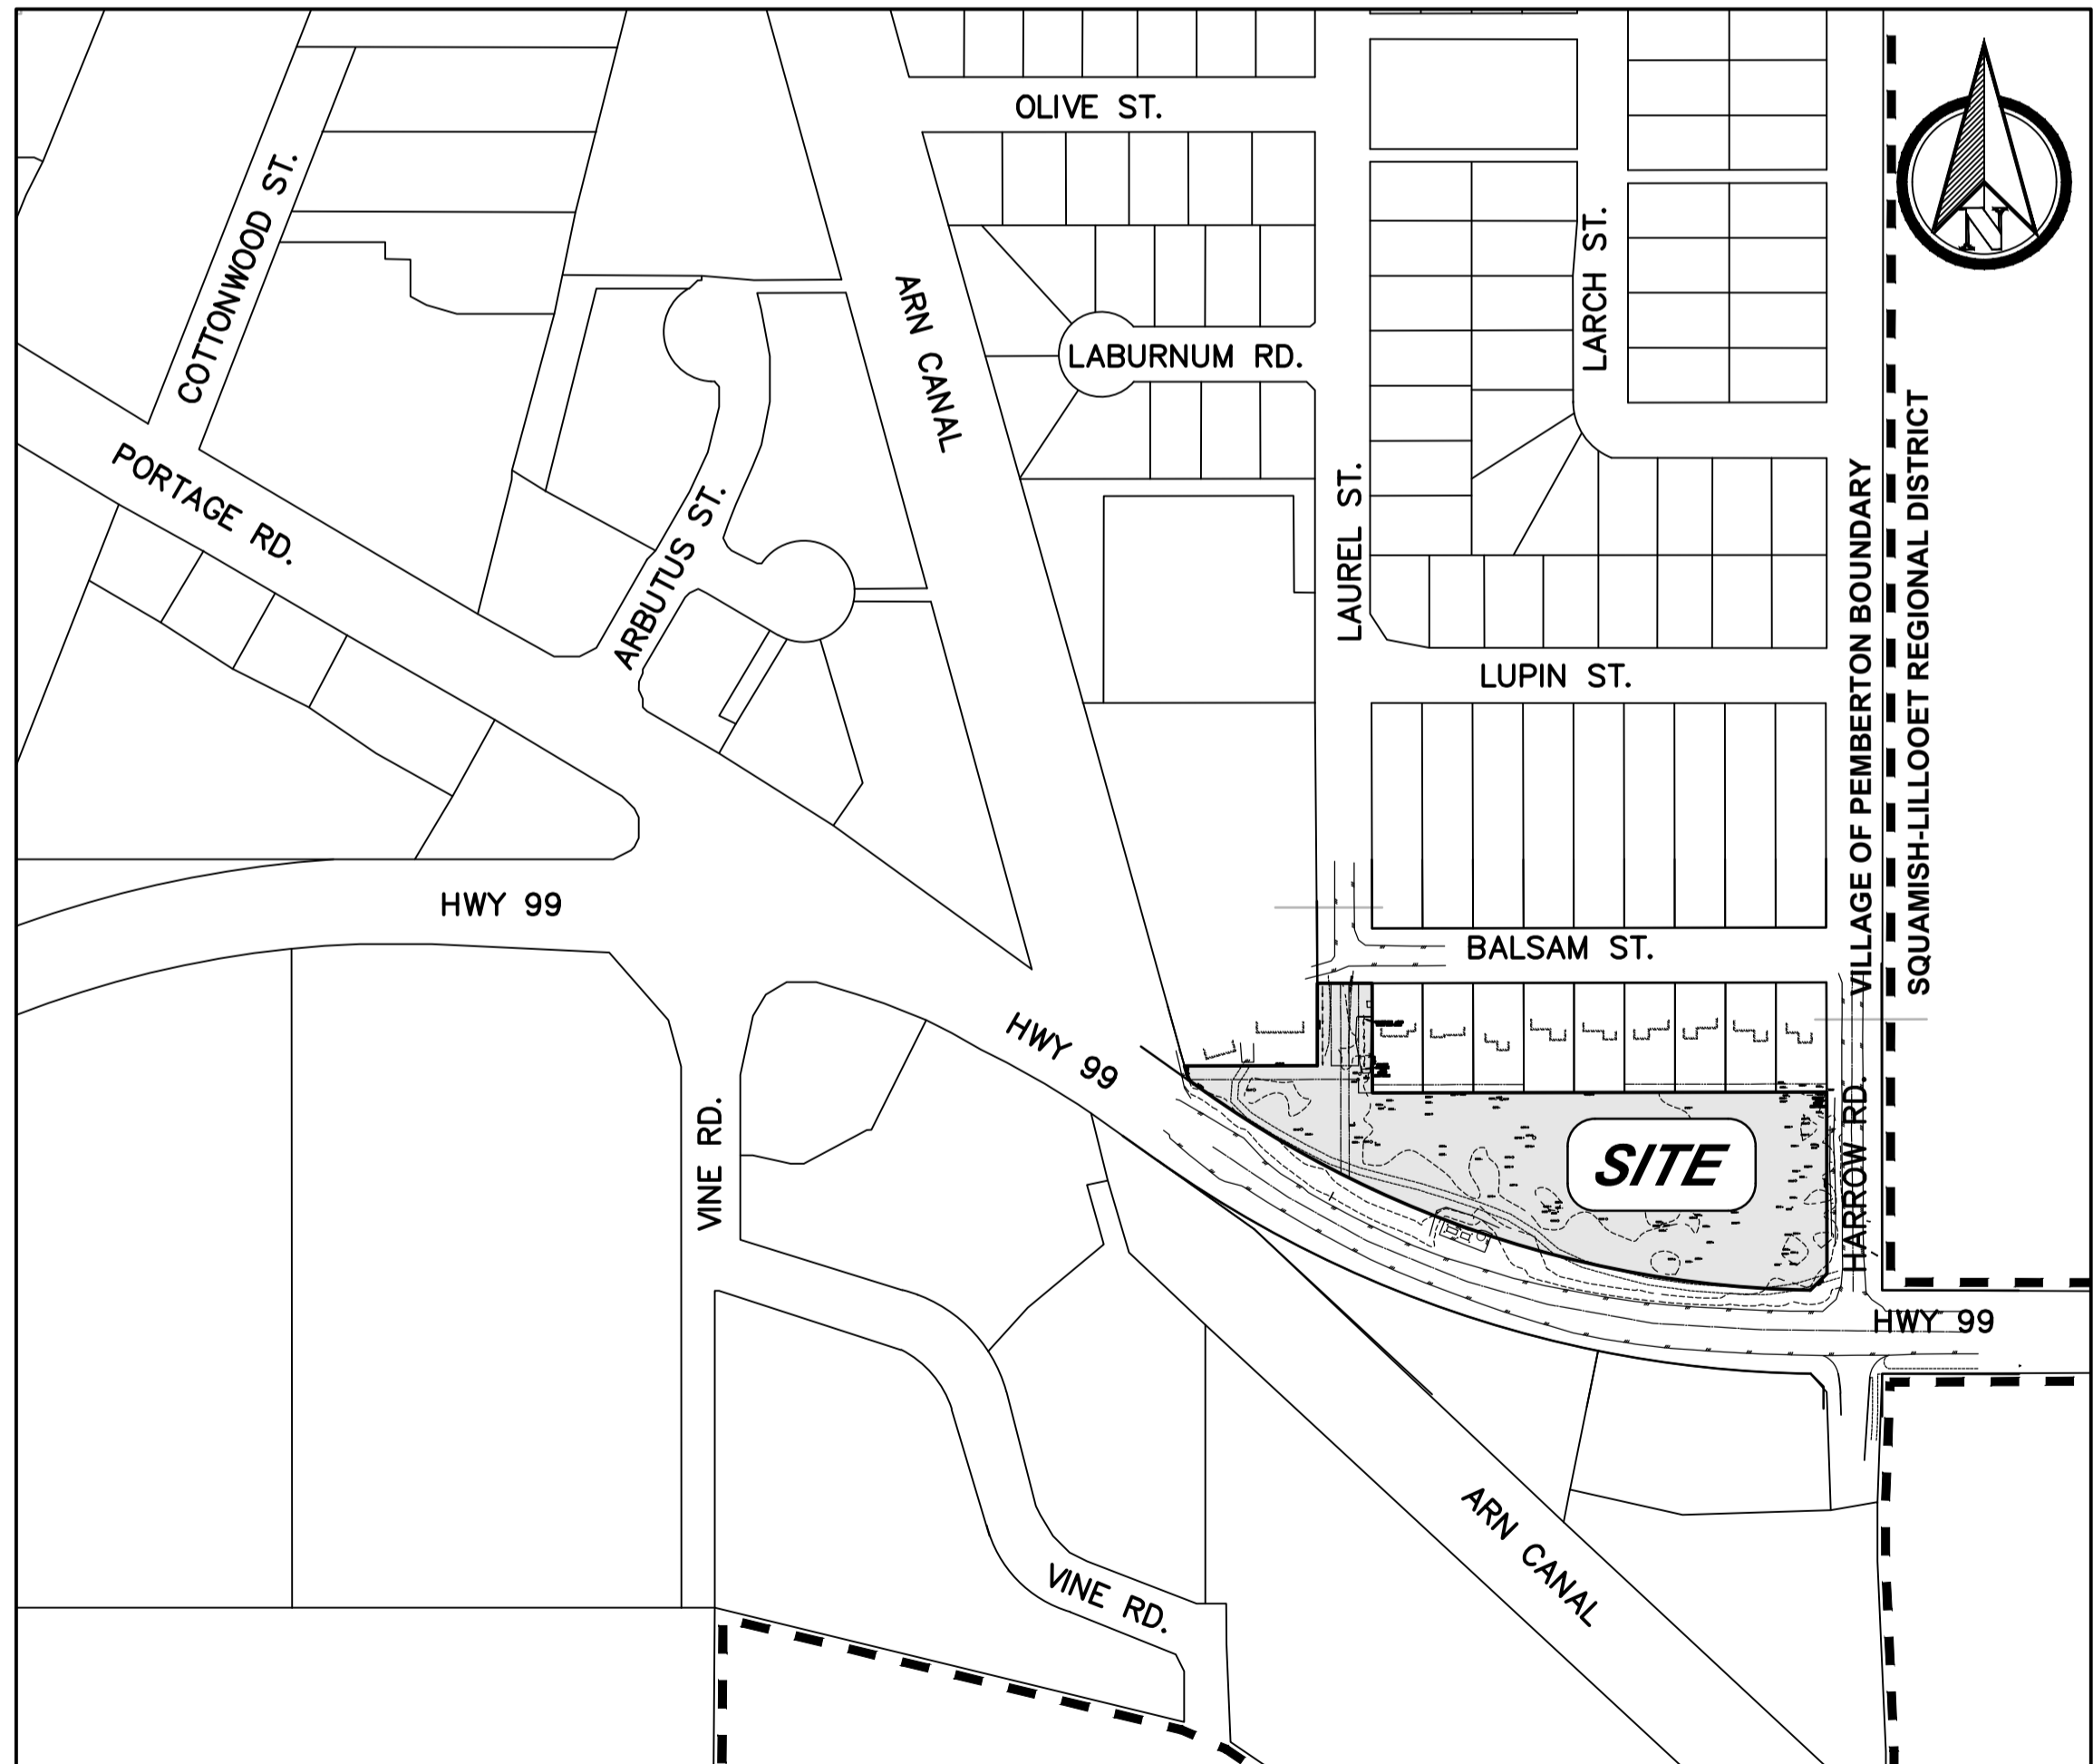 OLIVE ST.
COTTONWOOD ST.
N
LARCH ST.
ARN CANAL
LABURNUM RD.
PORTAGE RD.
ARBUTUS ST.
LAUREL ST.
VILLAGE OF PEMBERTON BOUNDARY
SQUAMISH-LILLOOET REGIONAL DISTRICT
LUPIN ST.
HWY 99
BALSAM ST.
HWY 99
VINE RD.
SITE
HARROW RD.
HWY 99
ARN CANAL
VINE RD.